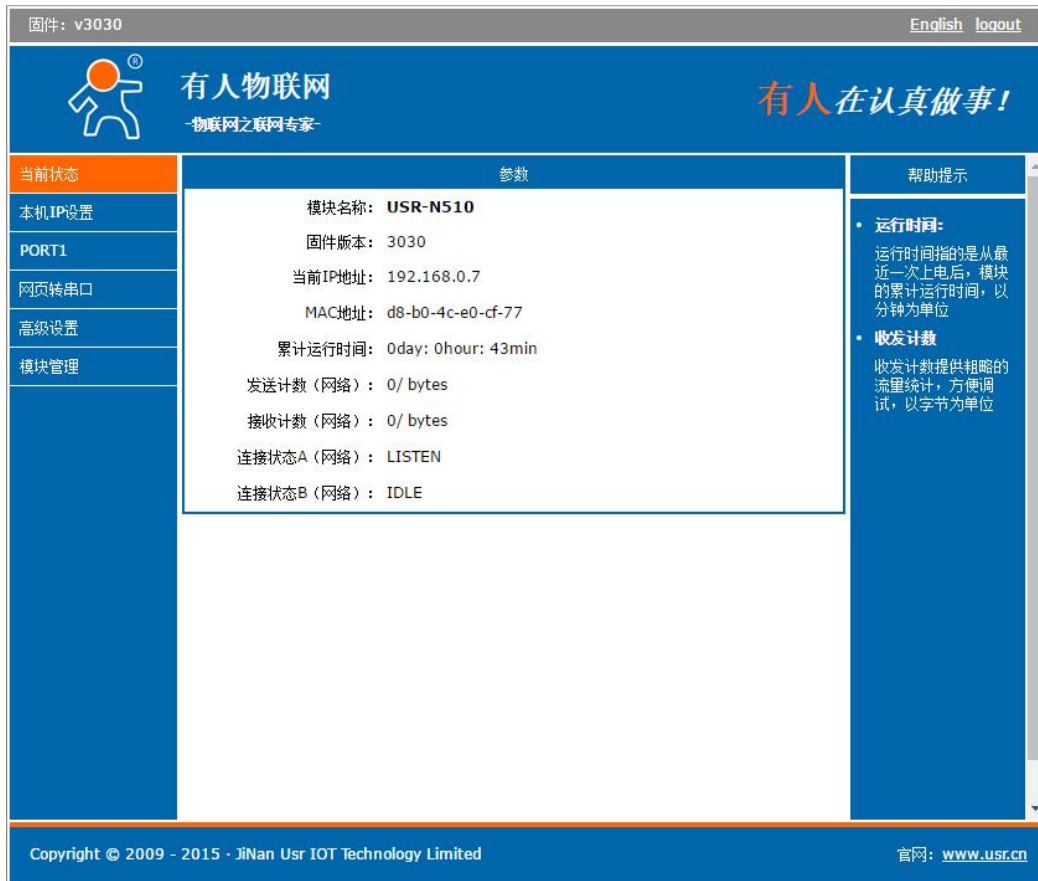 固件：v3030
English logout
®
有人物联网
-物联网之联网专家-
有人在认真做事！
当前状态
本机IP设置
PORT1
网页转串口
高级设置
模块管理
参数
模块名称： USR-N510
固件版本： 3030
当前IP地址： 192.168.0.7
MAC地址： d8-b0-4c-e0-cf-77
累计运行时间： 0day: 0hour: 43min
发送计数（网络）： 0/ bytes
接收计数（网络）： 0/ bytes
连接状态A（网络）： LISTEN
连接状态B（网络）： IDLE
帮助提示
• 运行时间：
运行时间指的是从最
近一次上电后，模块
的累计运行时间，以
分钟为单位
• 收发计数
收发计数提供粗略的
流量统计，方便调
试，以字节为单位
Copyright © 2009 - 2015 · JiNan Usr IOT Technology Limited
官网：www.usr.cn